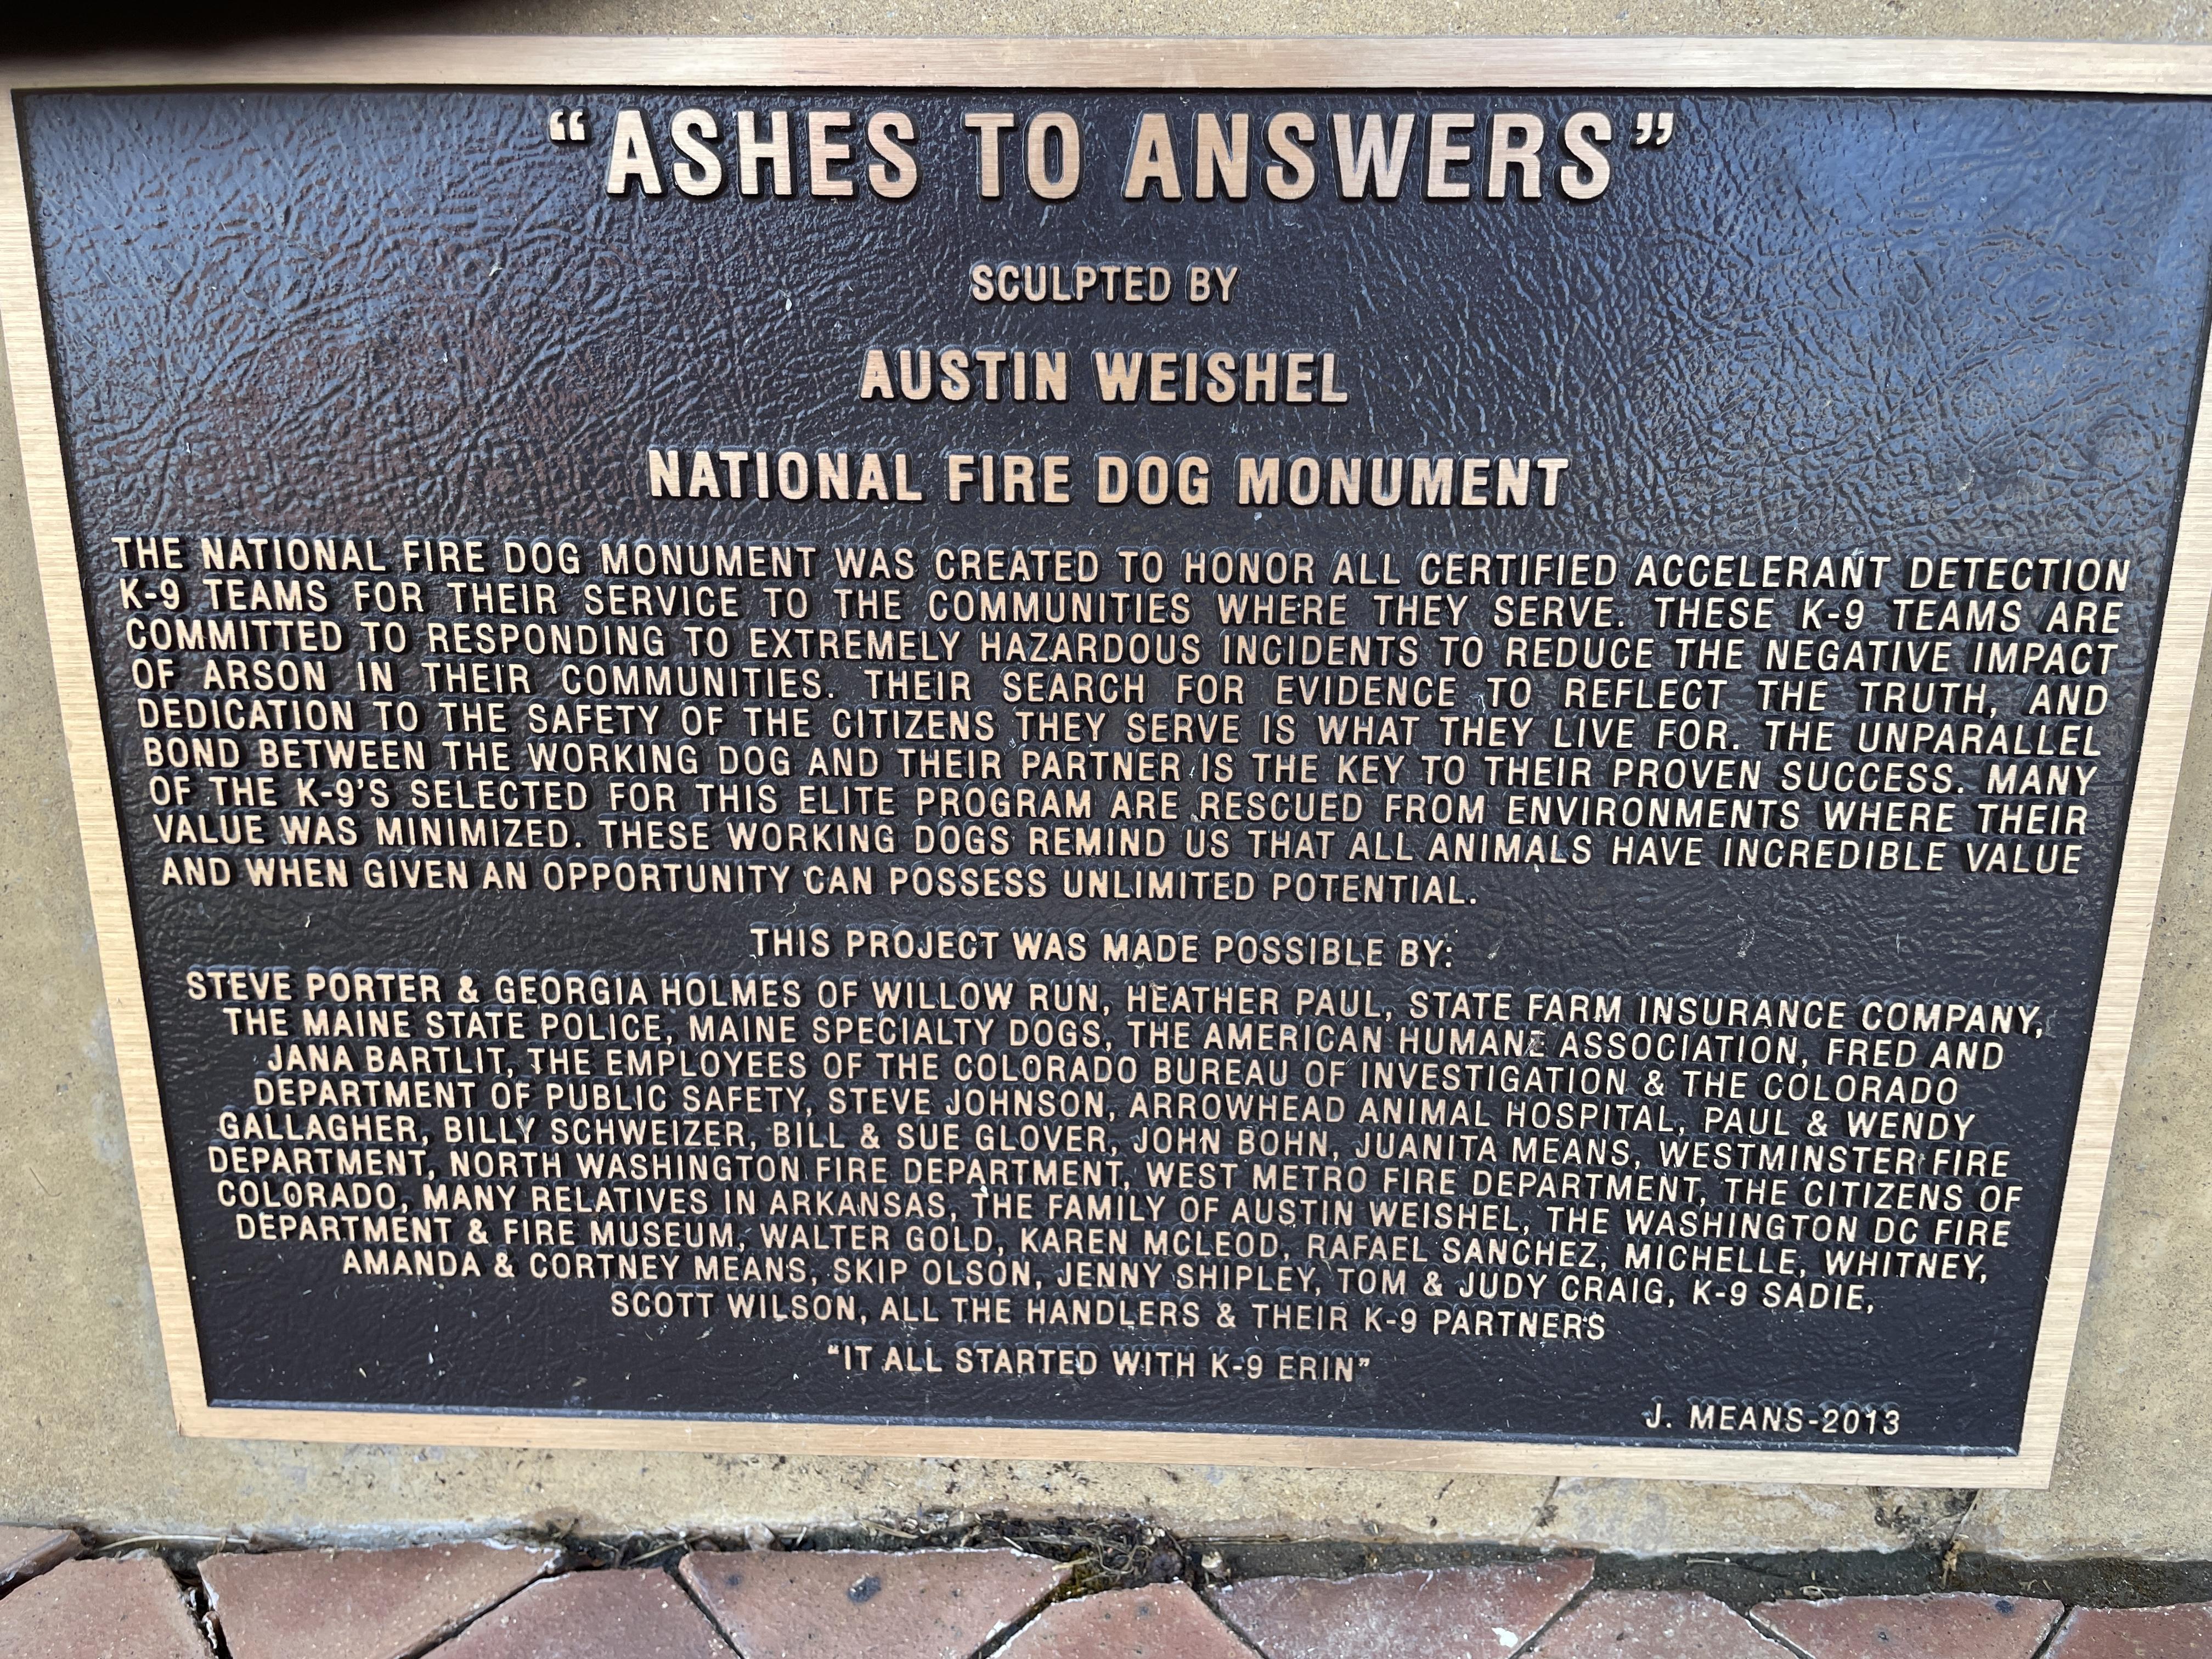 "ASHES TO ANSWERS"
SCULPTED BY
AUSTIN WEISHEL
NATIONAL FIRE DOG MONUMENT
THE NATIONAL FIRE DOG MONUMENT WAS CREATED TO HONOR ALL CERTIFIED ACCELERANT DETECTION
K-9 TEAMS FOR THEIR SERVICE TO THE COMMUNITIES WHERE THEY SERVE. THESE K-9 TEAMS ARE
COMMITTED TO RESPONDING TO EXTREMELY HAZARDOUS INCIDENTS TO REDUCE THE NEGATIVE IMPACT
OF ARSON IN THEIR COMMUNITIES. THEIR SEARCH FOR EVIDENCE TO REFLECT THE TRUTH, AND
DEDICATION TO THE SAFETY OF THE CITIZENS THEY SERVE IS WHAT THEY LIVE FOR. THE UNPARALLEL
BOND BETWEEN THE WORKING DOG AND THEIR PARTNER IS THE KEY TO THEIR PROVEN SUCCESS. MANY
OF THE K-9'S SELECTED FOR THIS ELITE PROGRAM ARE RESCUED FROM ENVIRONMENTS WHERE THEIR
VALUE WAS MINIMIZED. THESE WORKING DOGS REMIND US THAT ALL ANIMALS HAVE INCREDIBLE VALUE
AND WHEN GIVEN AN OPPORTUNITY CAN POSSESS UNLIMITED POTENTIAL.
THIS PROJECT WAS MADE POSSIBLE BY:
STEVE PORTER & GEORGIA HOLMES OF WILLOW RUN, HEATHER PAUL, STATE FARM INSURANCE COMPANY,
THE MAINE STATE POLICE, MAINE SPECIALTY DOGS, THE AMERICAN HUMANE ASSOCIATION, FRED AND
JANA BARTLIT, THE EMPLOYEES OF THE COLORADO BUREAU OF INVESTIGATION & THE COLORADO
DEPARTMENT OF PUBLIC SAFETY, STEVE JOHNSON, ARROWHEAD ANIMAL HOSPITAL, PAUL & WENDY
GALLAGHER, BILLY SCHWEIZER, BILL & SUE GLOVER, JOHN BOHN, JUANITA MEANS, WESTMINSTER FIRE
DEPARTMENT, NORTH WASHINGTON FIRE DEPARTMENT, WEST METRO FIRE DEPARTMENT, THE CITIZENS OF
COLORADO, MANY RELATIVES IN ARKANSAS, THE FAMILY OF AUSTIN WEISHEL, THE WASHINGTON DC FIRE
DEPARTMENT & FIRE MUSEUM, WALTER GOLD, KAREN MCLEOD, RAFAEL SANCHEZ, MICHELLE, WHITNEY,
AMANDA & CORTNEY MEANS, SKIP OLSON, JENNY SHIPLEY, TOM & JUDY CRAIG, K-9 SADIE,
SCOTT WILSON, ALL THE HANDLERS & THEIR K-9 PARTNERS
"IT ALL STARTED WITH K-9 ERIN"
J. MEANS-2013